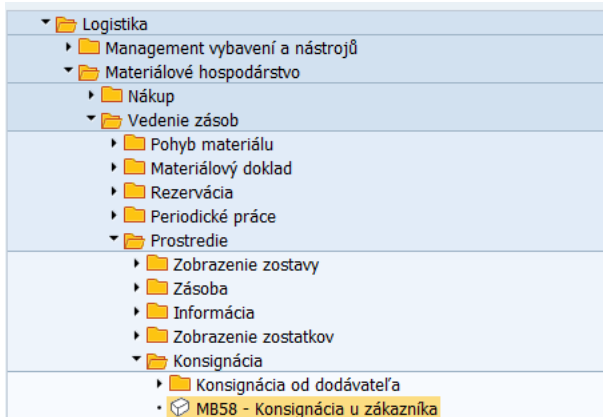 Logistika
Management vybavení a nástrojů
Materiálové hospodárstvo
Nákup
Vedenie zásob
Pohyb materiálu
Materiálový doklad
Rezervácia
Periodické práce
Prostredie
Zobrazenie zostavy
Zásoba
Informácia
Zobrazenie zostatkov
Konsignácia
Konsignácia od dodávateľa
MB58 - Konsignácia u zákazníka